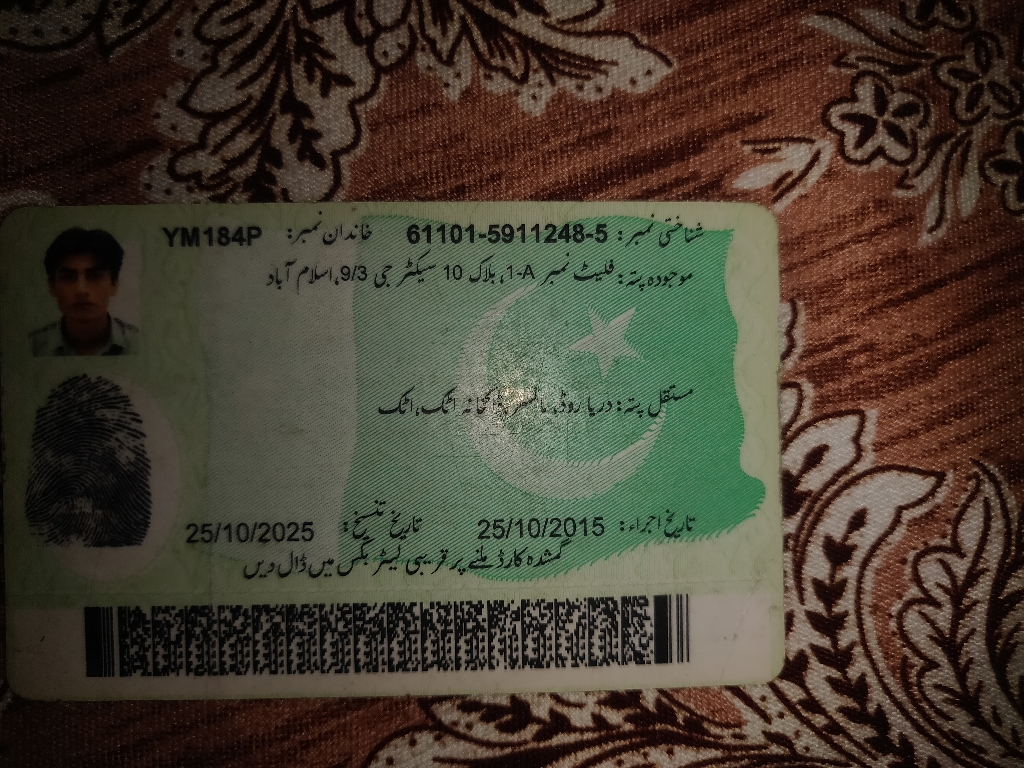 شناختی نمبر: 61101-5911248-5 خاندان نمبر: YM184P
موجودہ پتہ: فلیٹ نمبر 1-A، بلاک 10 سیکٹر جی 9/3، اسلام آباد
مستقل پتہ: دریا روڈ، ڈاکخانہ اٹک، اٹک
تاریخ اجراء: 25/10/2015 تاریخ تنسیخ: 25/10/2025
گمشدہ کارڈ ملنے پر قریبی لیٹر بکس میں ڈال دیں